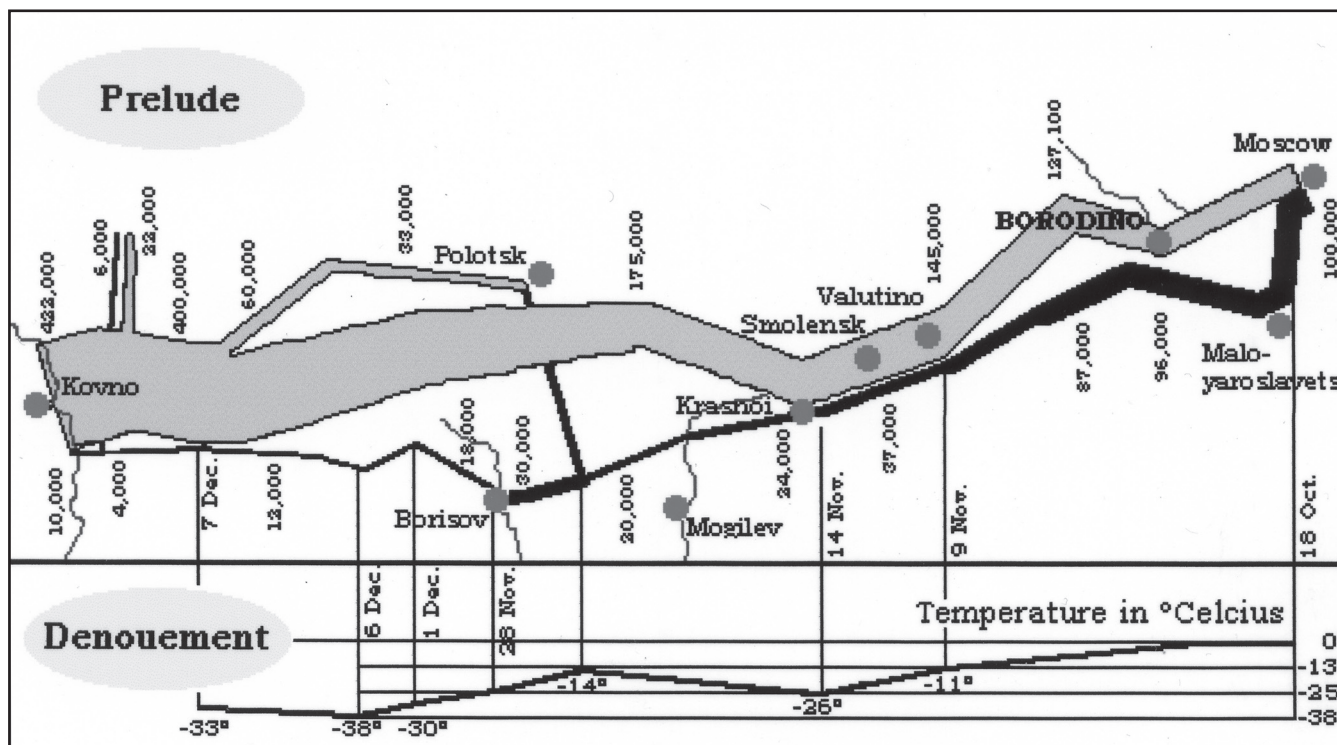 Prelude
Moscow
127,100
BORODINO
100,000
6,000
22,000
33,000
Polotsk
175,000
145,000
422,000
400,000
60,000
Valutino
Smolensk
Kovno
Malo-
yaroslavets
87,000
96,000
Krasnoi
18,000
30,000
24,000
37,000
10,000
4,000
7 Dec.
12,000
Borisov
20,000
Mogilev
14 Nov.
9 Nov.
18 Oct.
6 Dec.
1 Dec.
28 Nov.
Denouement
Temperature in °Celcius
0
-13
-25
-38
-14°
-11°
-26°
-33°
-38°
-30°